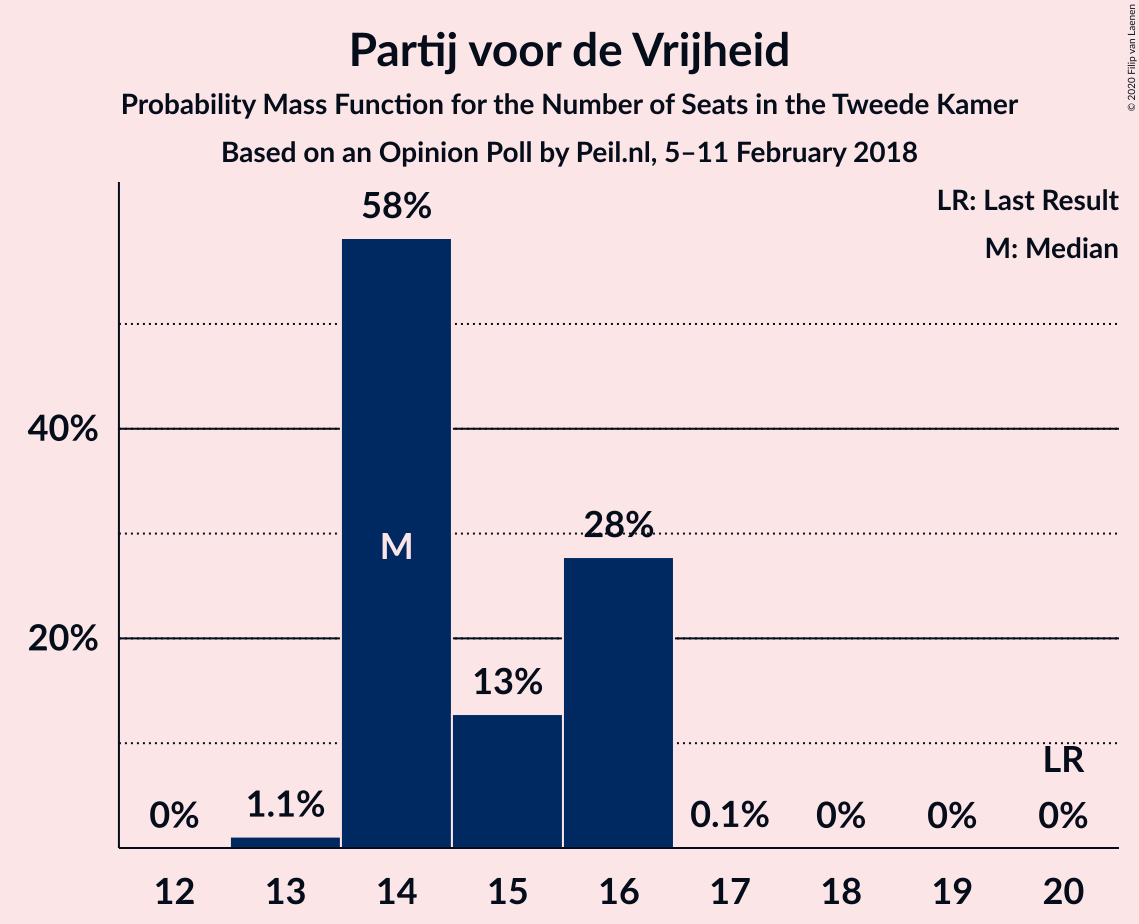 Partij voor de Vrijheid
Probability Mass Function for the Number of Seats in the Tweede Kamer
Based on an Opinion Poll by Peil.nl, 5–11 February 2018
© 2020 Filip van Laenen
LR: Last Result
M: Median
58%
40%
M
28%
20%
13%
LR
0%
1.1%
0.1%
0%
0%
0%
12 13 14 15 16 17 18 19 20